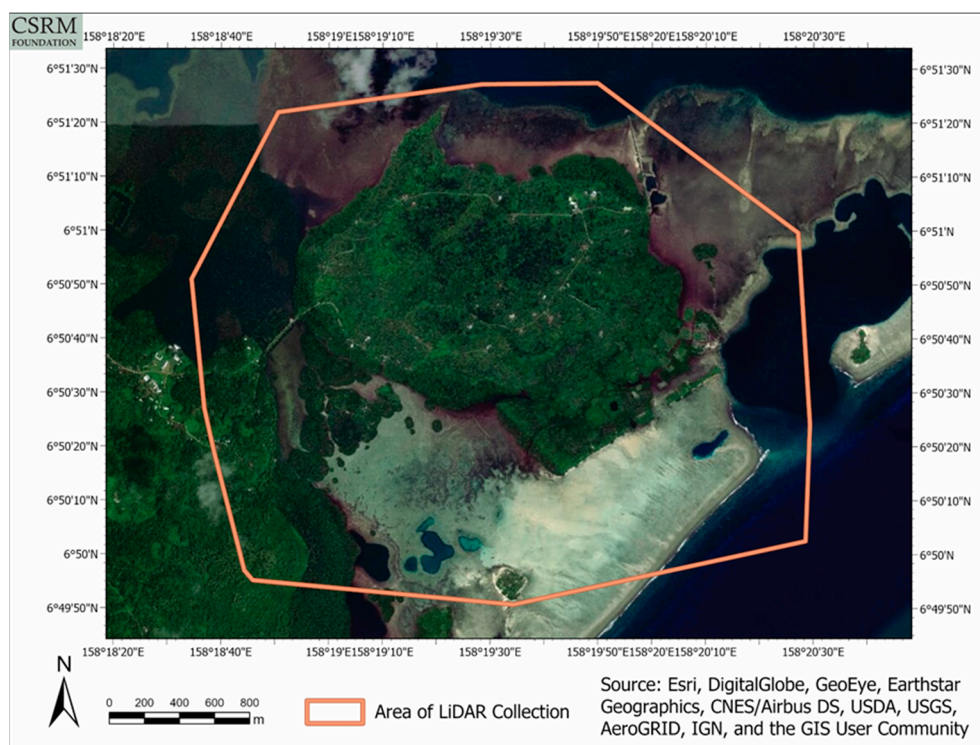 CSRM
FOUNDATION
158°18'20"E 158°18'40"E 158°19'E158°19'10"E 158°19'30"E 158°19'50"E158°20'E158°20'10"E 158°20'30"E
6°51'30"N 6°51'30"N
6°51'20"N 6°51'20"N
6°51'10"N 6°51'10"N
6°51'N 6°51'N
6°50'50"N 6°50'50"N
6°50'40"N 6°50'40"N
6°50'30"N 6°50'30"N
6°50'20"N 6°50'20"N
6°50'10"N 6°50'10"N
6°50'N 6°50'N
6°49'50"N 6°49'50"N
158°18'20"E 158°18'40"E 158°19'E158°19'10"E 158°19'30"E 158°19'50"E158°20'E158°20'10"E 158°20'30"E
N
0 200 400 600 800
m
Area of LiDAR Collection
Source: Esri, DigitalGlobe, GeoEye, Earthstar
Geographics, CNES/Airbus DS, USDA, USGS,
AeroGRID, IGN, and the GIS User Community